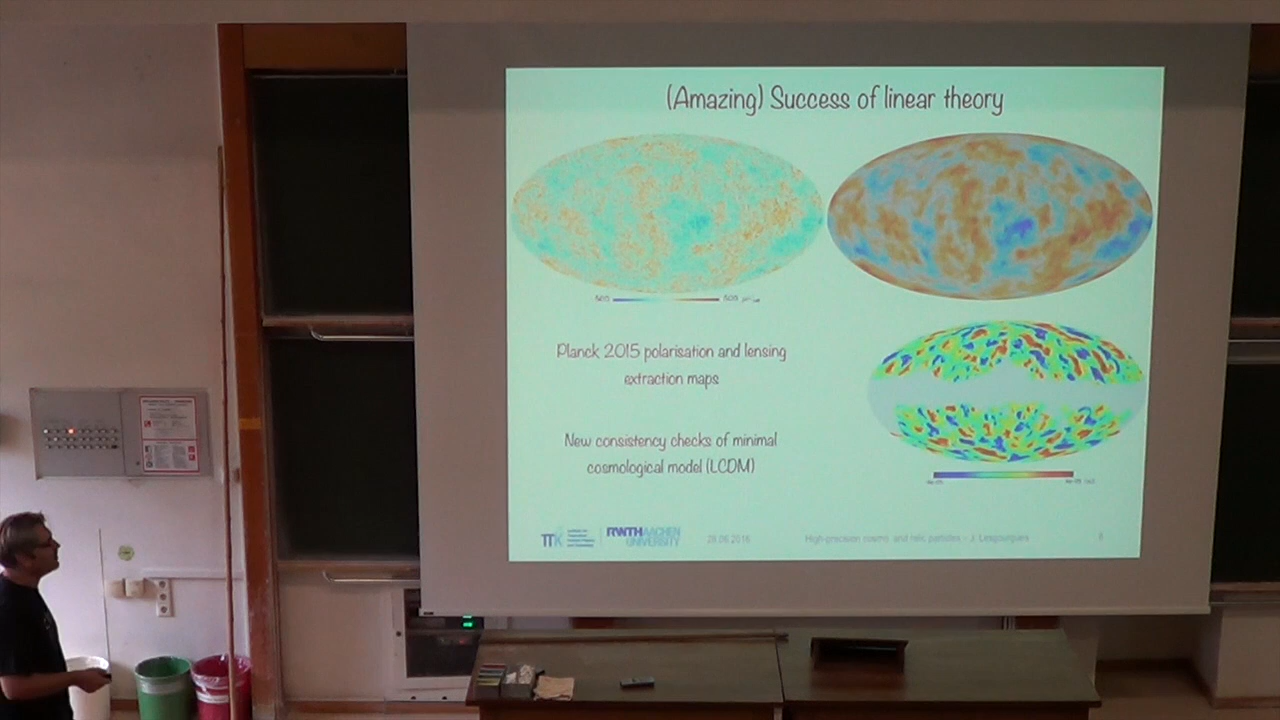 (Amazing) Success of linear theory
Planck 2015 polarisation and lensing
extraction maps
New consistency checks of minimal
cosmological model (LCDM)
RWTH AACHEN
UNIVERSITY
28.06.2016
High-precision cosmo. and relic particles - J. Lesgourgues